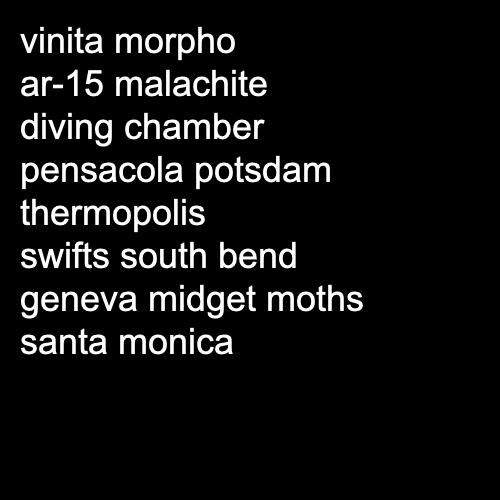 vinita morpho
ar-15 malachite
diving chamber
pensacola potsdam
thermopolis
swifts south bend
geneva midget moths
santa monica